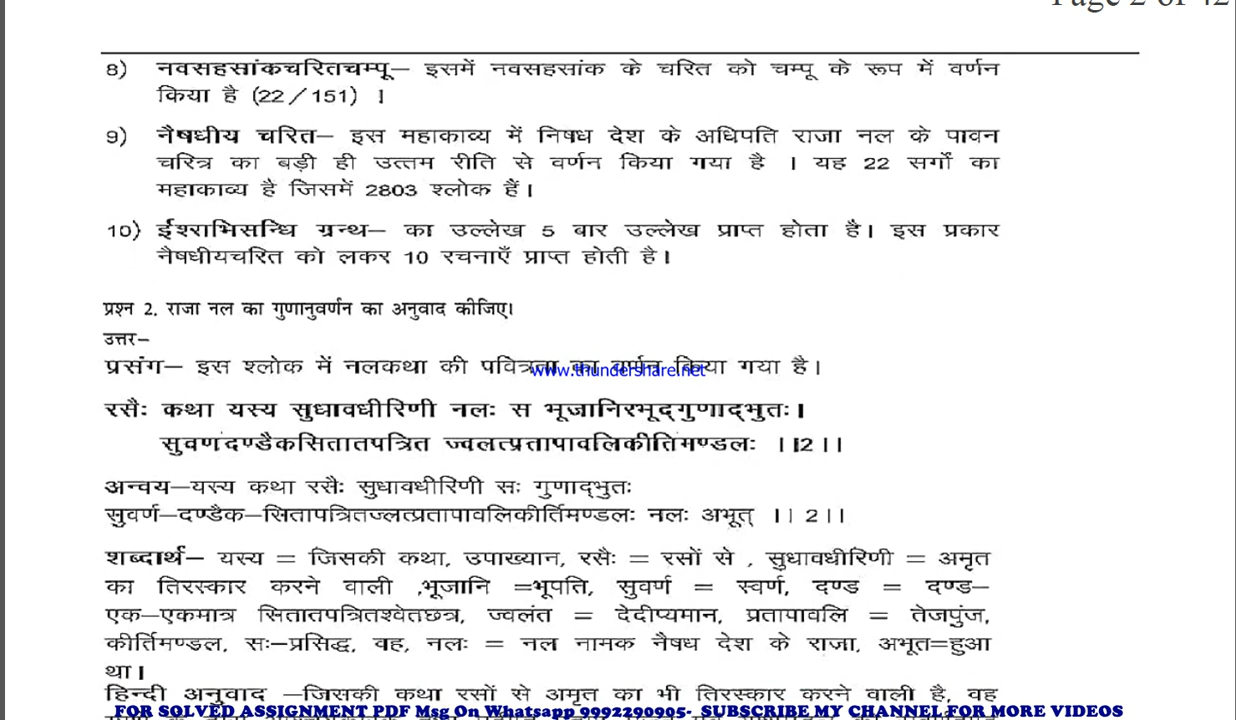 Page 2 of 42
8) नवसहसांकचरितचम्पू– इसमें नवसहसांक के चरित को चम्पू के रूप में वर्णन
किया है (22/151) ।
9) नैषधीय चरित– इस महाकाव्य में निषध देश के अधिपति राजा नल के पावन
चरित्र का बड़ी ही उत्तम रीति से वर्णन किया गया है । यह 22 सर्गों का
महाकाव्य है जिसमें 2803 श्लोक हैं।
10) ईश्राभिसन्धि ग्रन्थ– का उल्लेख 5 बार उल्लेख प्राप्त होता है। इस प्रकार
नैषधीयचरित को लकर 10 रचनाएँ प्राप्त होती है।
प्रश्न 2. राजा नल का गुणानुवर्णन का अनुवाद कीजिए।
उत्तर–
प्रसंग– इस श्लोक में नलकथा की पवित्रता का वर्णन किया गया है।
www.thundershare.net
रसैः कथा यस्य सुधावधीरिणी नलः स भूजानिरभूद्गुणाद्भुतः।
सुवणंदण्डैकसितातपत्रित ज्वलत्प्रतापावलिकीतिमण्डलः ।।2।।
अन्वय–यस्य कथा रसैः सुधावधीरिणी सः गुणाद्भुतः
सुवर्ण–दण्डैक–सितापत्रितज्लत्प्रतापावलिकीर्तिमण्डलः नलः अभूत् ।। 2।।
शब्दार्थ– यस्य = जिसकी कथा, उपाख्यान, रसैः = रसों से , सुधावधीरिणी = अमृत
का तिरस्कार करने वाली ,भूजानि =भूपति, सुवर्ण = स्वर्ण, दण्ड = दण्ड–
एक–एकमात्र सितातपत्रितश्वेतछत्र, ज्वलंत = देदीप्यमान, प्रतापावलि = तेजपुंज,
कीर्तिमण्डल, सः–प्रसिद्ध, वह, नलः = नल नामक नैषध देश के राजा, अभूत=हुआ
था।
हिन्दी अनुवाद –जिसकी कथा रसों से अमृत का भी तिरस्कार करने वाली है, वह
FOR SOLVED ASSIGNMENT PDF Msg On Whatsapp 9992290905- SUBSCRIBE MY CHANNEL FOR MORE VIDEOS